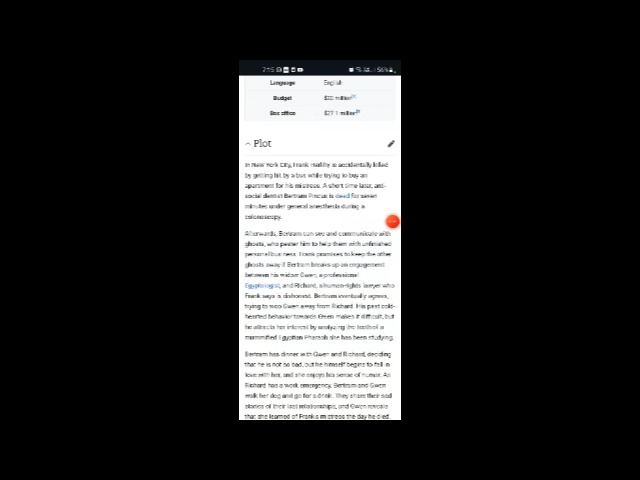 7:15
56%
Language English
Budget $20 million
Box office $27.1 million
Plot
In New York City, Frank Herlihy is accidentally killed
by getting hit by a bus while trying to buy an
apartment for his mistress. A short time later, anti-
social dentist Bertram Pincus is dead for seven
minutes under general anesthesia during a
colonoscopy.
Afterwards, Bertram can see and communicate with
ghosts, who pester him to help them with unfinished
personal business. Frank promises to keep the other
ghosts away if Bertram breaks up an engagement
between his widow Gwen, a professional
Egyptologist, and Richard, a human-rights lawyer who
Frank says is dishonest. Bertram eventually agrees,
trying to woo Gwen away from Richard. His past cold-
hearted behavior towards Gwen makes it difficult, but
he attracts her interest by analyzing the teeth of a
mummified Egyptian Pharaoh she has been studying.
Bertram has dinner with Gwen and Richard, deciding
that he is not so bad, but he himself begins to fall in
love with her, and she enjoys his sense of humor. As
Richard has a work emergency, Bertram and Gwen
walk her dog and go for a drink. They share their sad
stories of their last relationships, and Gwen reveals
that she learned of Frank's mistress the day he died.